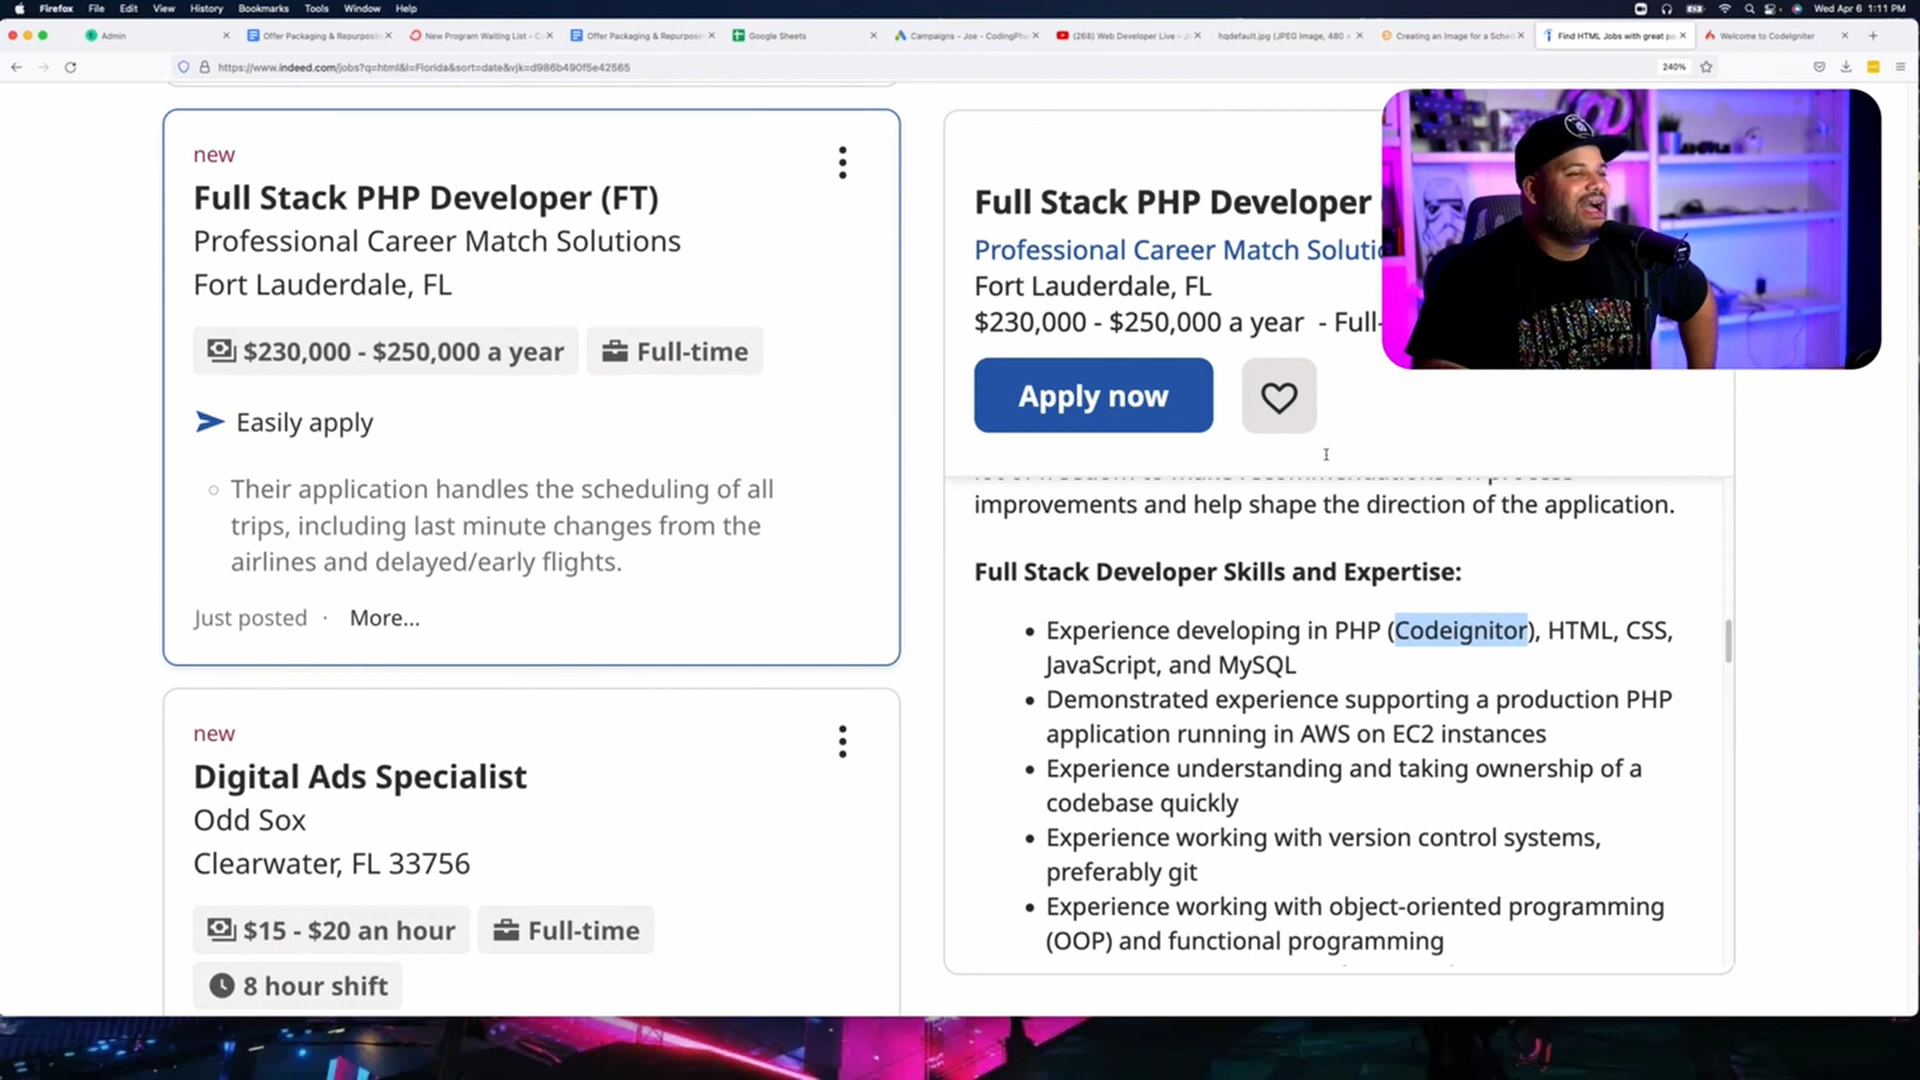 Firefox File Edit View History Bookmarks Tools Window Help
Wed Apr 6 1:11 PM
Admin
Offer Packaging & Repurposin
New Program Waiting List - C
Offer Packaging & Repurposin
Google Sheets
Campaigns - Joe - CodingPh
(268) Web Developer Live - J
hqdefault.jpg (JPEG Image, 480 ×
Creating an Image for a Sched
Find HTML Jobs with great pa
Welcome to CodeIgniter
https://www.indeed.com/jobs?q=html&l=Florida&sort=date&vjk=d986b490f5e42565
240%
new
Full Stack PHP Developer (FT)
Professional Career Match Solutions
Fort Lauderdale, FL
$230,000 - $250,000 a year
Full-time
Easily apply
Their application handles the scheduling of all
trips, including last minute changes from the
airlines and delayed/early flights.
Just posted · More...
new
Digital Ads Specialist
Odd Sox
Clearwater, FL 33756
$15 - $20 an hour
Full-time
8 hour shift
Full Stack PHP Developer
Professional Career Match Solutio
Fort Lauderdale, FL
$230,000 - $250,000 a year - Full-
Apply now
improvements and help shape the direction of the application.
Full Stack Developer Skills and Expertise:
Experience developing in PHP (Codeignitor), HTML, CSS,
JavaScript, and MySQL
Demonstrated experience supporting a production PHP
application running in AWS on EC2 instances
Experience understanding and taking ownership of a
codebase quickly
Experience working with version control systems,
preferably git
Experience working with object-oriented programming
(OOP) and functional programming